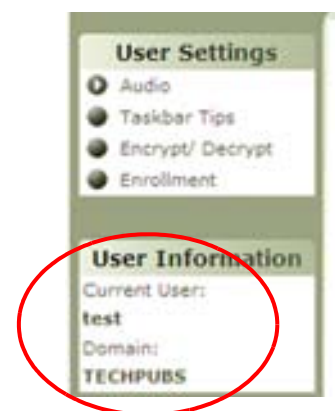 User Settings
Audio
Taskbar Tips
Encrypt/ Decrypt
Enrollment
User Information
Current User:
test
Domain:
TECHPUBS